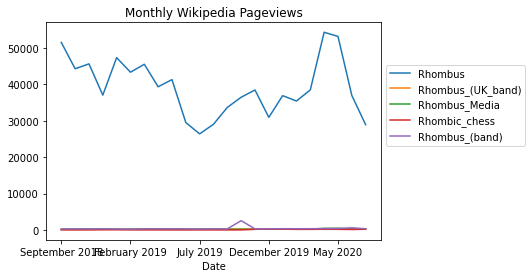 Monthly Wikipedia Pageviews
50000
40000
30000
20000
10000
0
September 2018 February 2019 July 2019 December 2019 May 2020
Date
Rhombus
Rhombus_(UK_band)
Rhombus_Media
Rhombic_chess
Rhombus_(band)